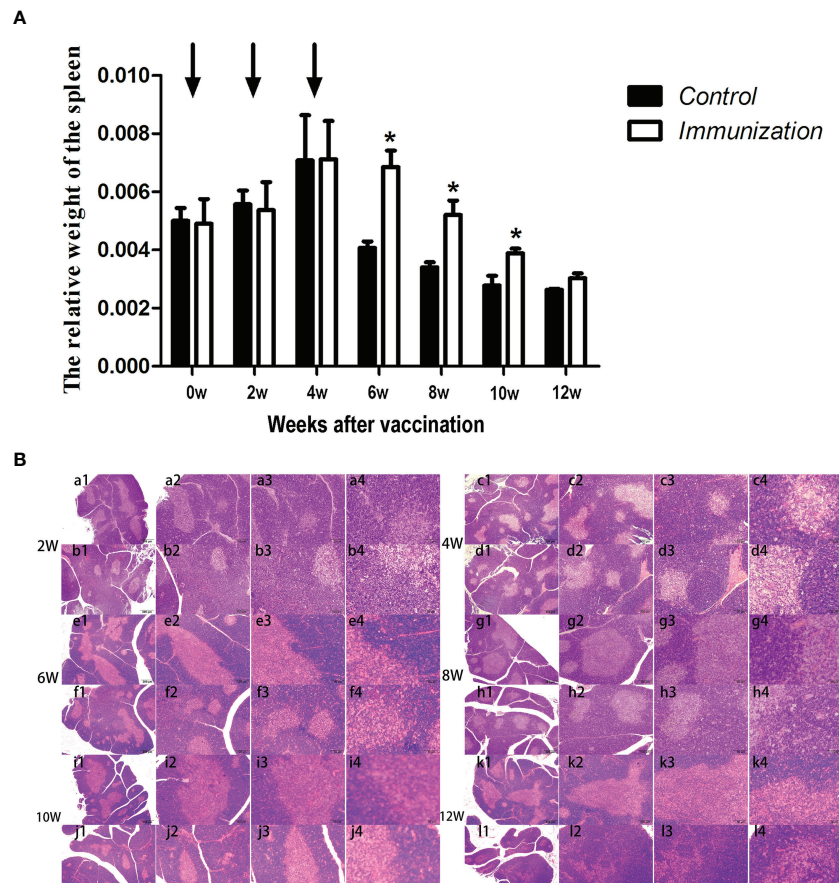 A
The relative weight of the spleen
0.010
0.008
0.006
0.004
0.002
0.000
*
*
*
Control
Immunization
0w 2w 4w 6w 8w 10w 12w
Weeks after vaccination
B
2W
a1 a2 a3 a4
b1 b2 b3 b4
4W
c1 c2 c3 c4
d1 d2 d3 d4
6W
e1 e2 e3 e4
f1 f2 f3 f4
8W
g1 g2 g3 g4
h1 h2 h3 h4
10W
i1 i2 i3 i4
j1 j2 j3 j4
12W
k1 k2 k3 k4
l1 l2 l3 l4